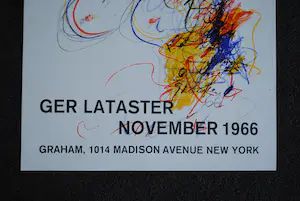 GER LATASTER
NOVEMBER 1966
GRAHAM, 1014 MADISON AVENUE NEW YORK